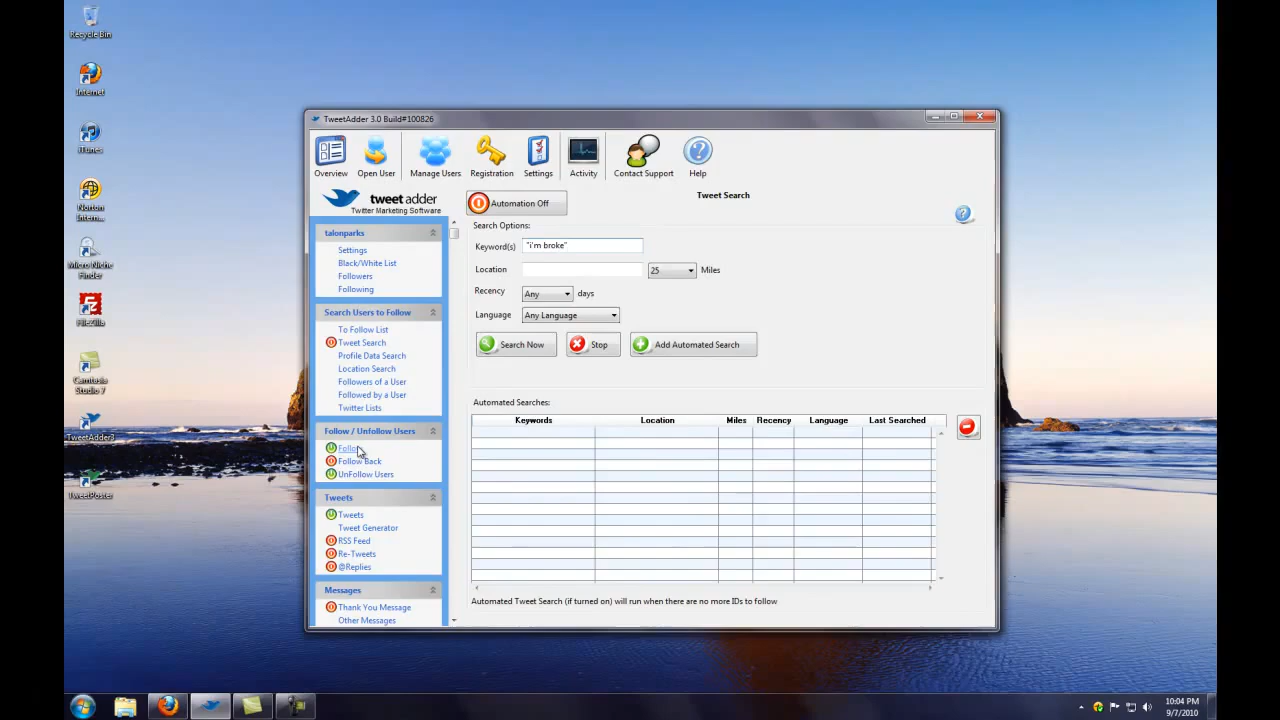 Recycle Bin
Internet
iTunes
Norton
Intern...
Micro Niche
Finder
FileZilla
Camtasia
Studio 7
TweetAdder3
TweetPoster
TweetAdder 3.0 Build#100826
Overview
Open User
Manage Users
Registration
Settings
Activity
Contact Support
Help
tweet adder
Twitter Marketing Software
Automation Off
Tweet Search
talonparks
Settings
Black/White List
Followers
Following
Search Users to Follow
To Follow List
Tweet Search
Profile Data Search
Location Search
Followers of a User
Followed by a User
Twitter Lists
Follow / Unfollow Users
Follow
Follow Back
UnFollow Users
Tweets
Tweets
Tweet Generator
RSS Feed
Re-Tweets
@Replies
Messages
Thank You Message
Other Messages
Search Options:
Keyword(s) "i'm broke"
Location 25 Miles
Recency Any days
Language Any Language
Search Now Stop Add Automated Search
Automated Searches:
Keywords Location Miles Recency Language Last Searched
Automated Tweet Search (if turned on) will run when there are no more IDs to follow
10:04 PM
9/7/2010